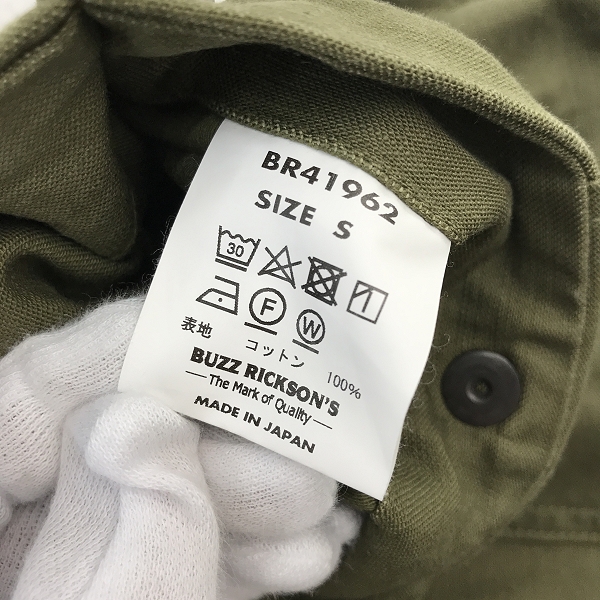 BR41962
SIZE S
30
F W
表地 コットン 100%
BUZZ RICKSON'S
The Mark of Quality
MADE IN JAPAN